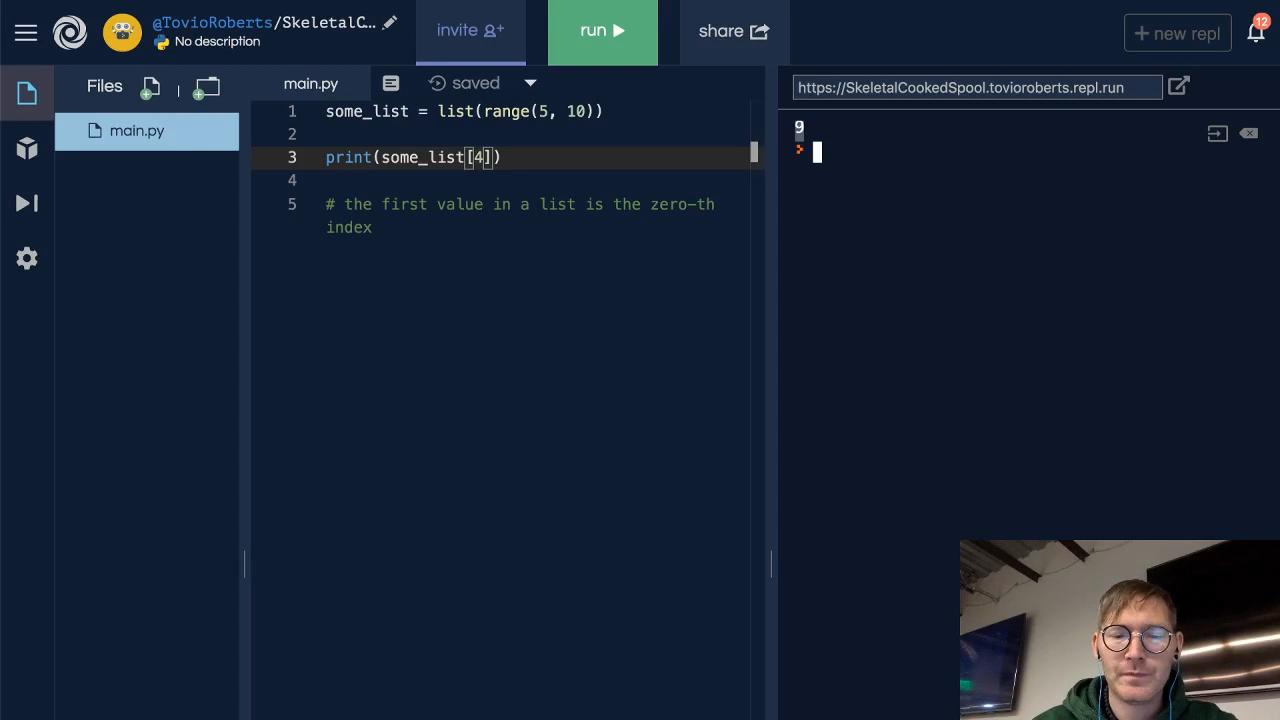 @TovioRoberts/SkeletalC...
No description
invite
run
share
+ new repl
12
Files
main.py
main.py
saved
1 some_list = list(range(5, 10))
2
3 print(some_list[4])
4
5 # the first value in a list is the zero-th
index
https://SkeletalCookedSpool.tovioroberts.repl.run
9
>